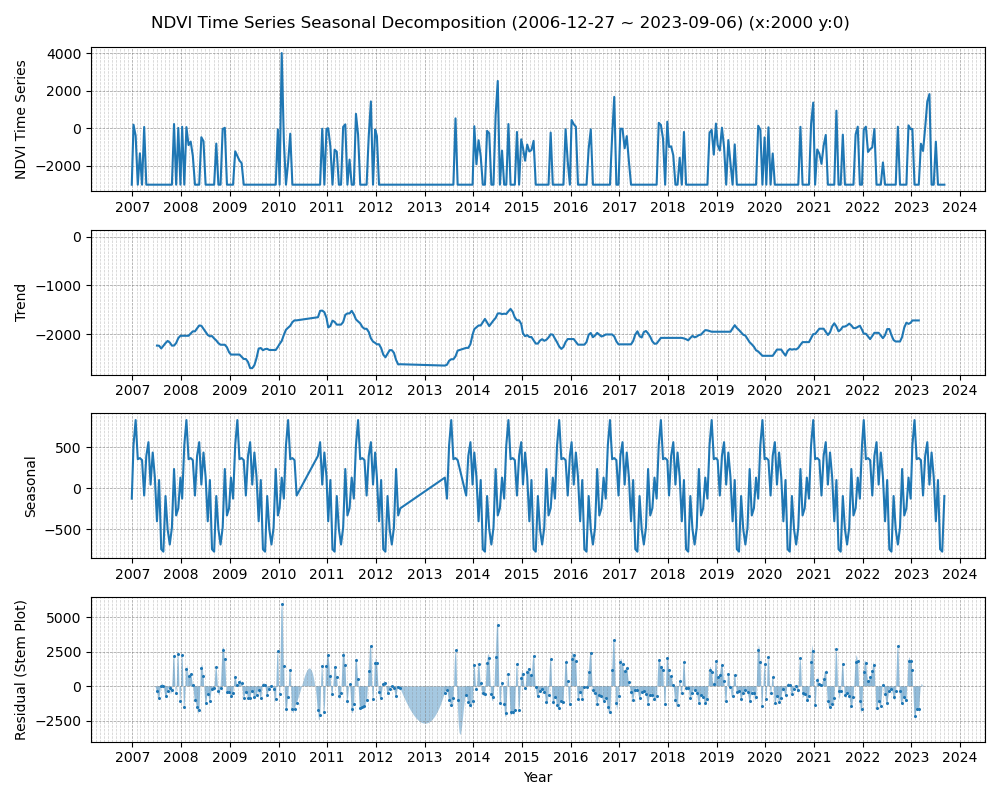 NDVI Time Series Seasonal Decomposition (2006-12-27 ~ 2023-09-06) (x:2000 y:0)
NDVI Time Series
4000
2000
0
−2000
2007 2008 2009 2010 2011 2012 2013 2014 2015 2016 2017 2018 2019 2020 2021 2022 2023 2024
Trend
0
−1000
−2000
2007 2008 2009 2010 2011 2012 2013 2014 2015 2016 2017 2018 2019 2020 2021 2022 2023 2024
Seasonal
500
0
−500
2007 2008 2009 2010 2011 2012 2013 2014 2015 2016 2017 2018 2019 2020 2021 2022 2023 2024
Residual (Stem Plot)
5000
2500
0
−2500
2007 2008 2009 2010 2011 2012 2013 2014 2015 2016 2017 2018 2019 2020 2021 2022 2023 2024
Year